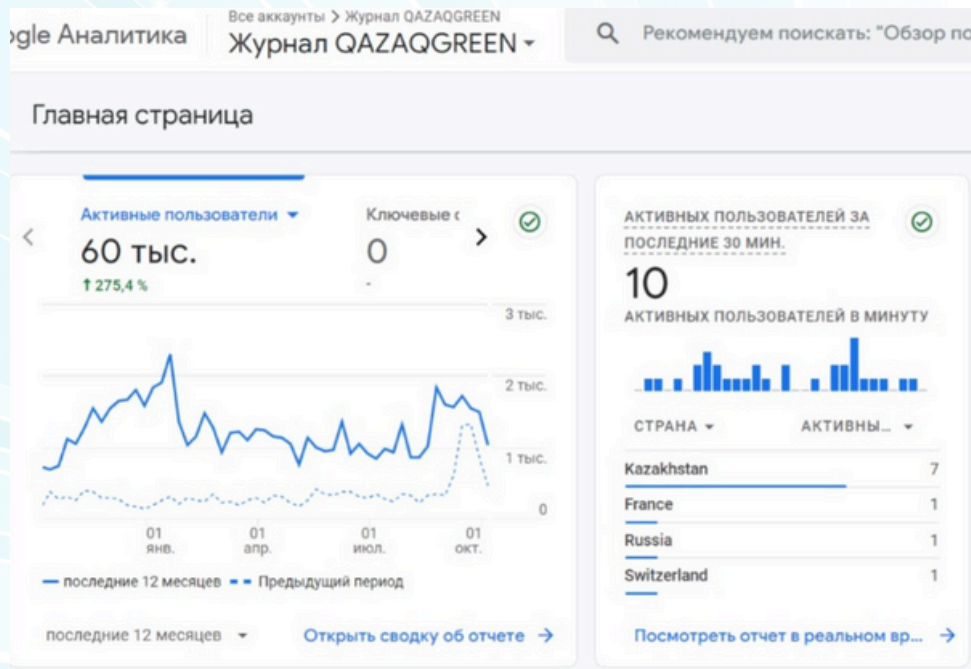 ogle Аналитика
Все аккаунты > Журнал QAZAQGREEN
Журнал QAZAQGREEN
Рекомендуем поискать: "Обзор по
Главная страница
Активные пользователи
60 тыс.
↑ 275,4 %
Ключевые с
0
-
3 тыс.
2 тыс.
1 тыс.
0
01 янв.
01 апр.
01 июл.
01 окт.
последние 12 месяцев
Предыдущий период
последние 12 месяцев
Открыть сводку об отчете →
АКТИВНЫХ ПОЛЬЗОВАТЕЛЕЙ ЗА
ПОСЛЕДНИЕ 30 МИН.
10
АКТИВНЫХ ПОЛЬЗОВАТЕЛЕЙ В МИНУТУ
СТРАНА
АКТИВНЫ...
Kazakhstan 7
France 1
Russia 1
Switzerland 1
Посмотреть отчет в реальном вр... →